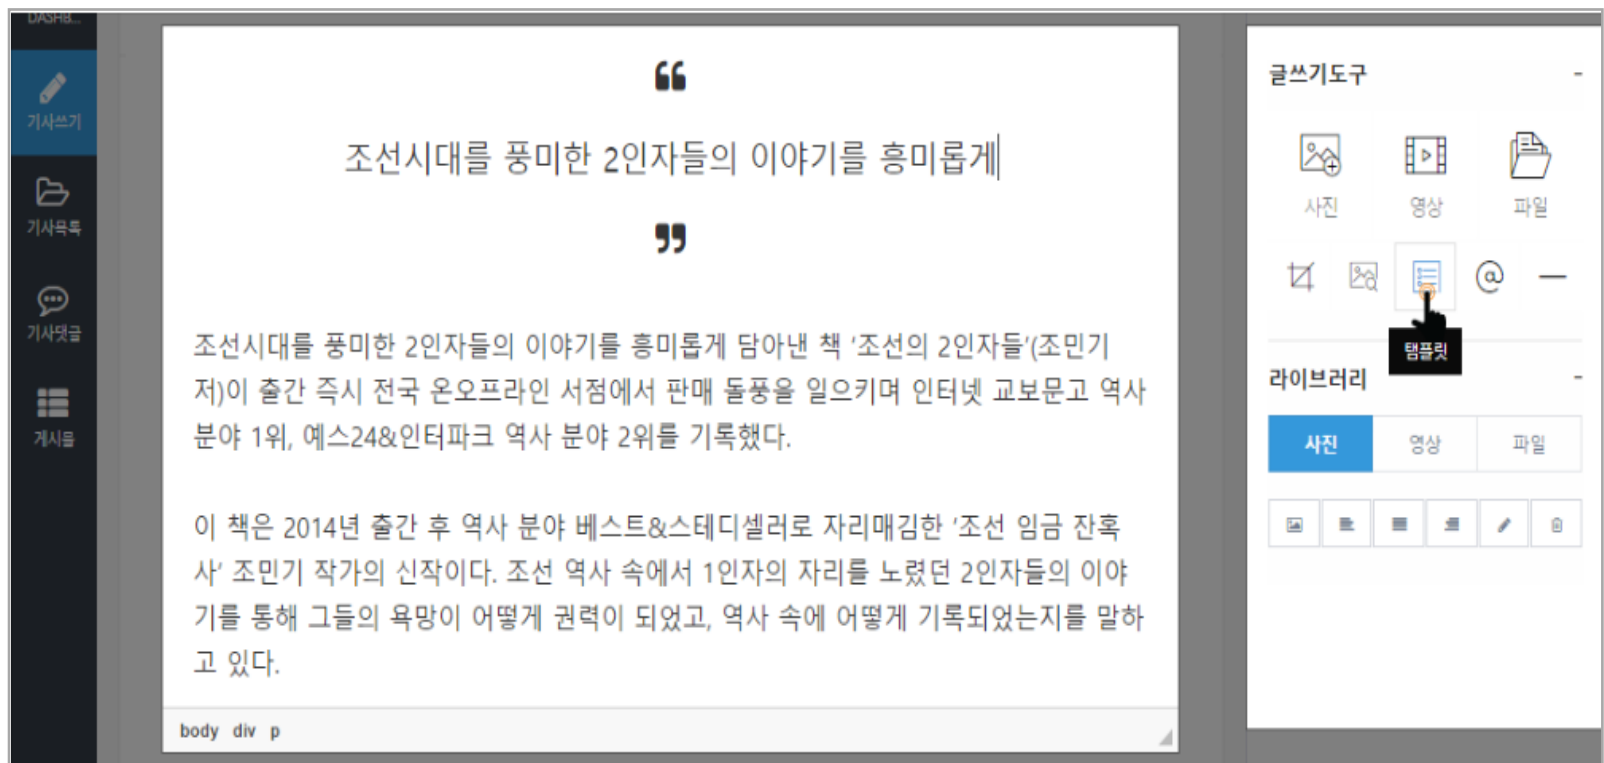 DASHB...
기사쓰기
기사목록
기사댓글
게시물
❝
조선시대를 풍미한 2인자들의 이야기를 흥미롭게
❞
조선시대를 풍미한 2인자들의 이야기를 흥미롭게 담아낸 책 '조선의 2인자들'(조민기
저)이 출간 즉시 전국 온오프라인 서점에서 판매 돌풍을 일으키며 인터넷 교보문고 역사
분야 1위, 예스24&인터파크 역사 분야 2위를 기록했다.
이 책은 2014년 출간 후 역사 분야 베스트&스테디셀러로 자리매김한 '조선 임금 잔혹
사' 조민기 작가의 신작이다. 조선 역사 속에서 1인자의 자리를 노렸던 2인자들의 이야
기를 통해 그들의 욕망이 어떻게 권력이 되었고, 역사 속에 어떻게 기록되었는지를 말하
고 있다.
body div p
글쓰기도구 -
사진 영상 파일
@
탬플릿
라이브러리 -
사진 영상 파일